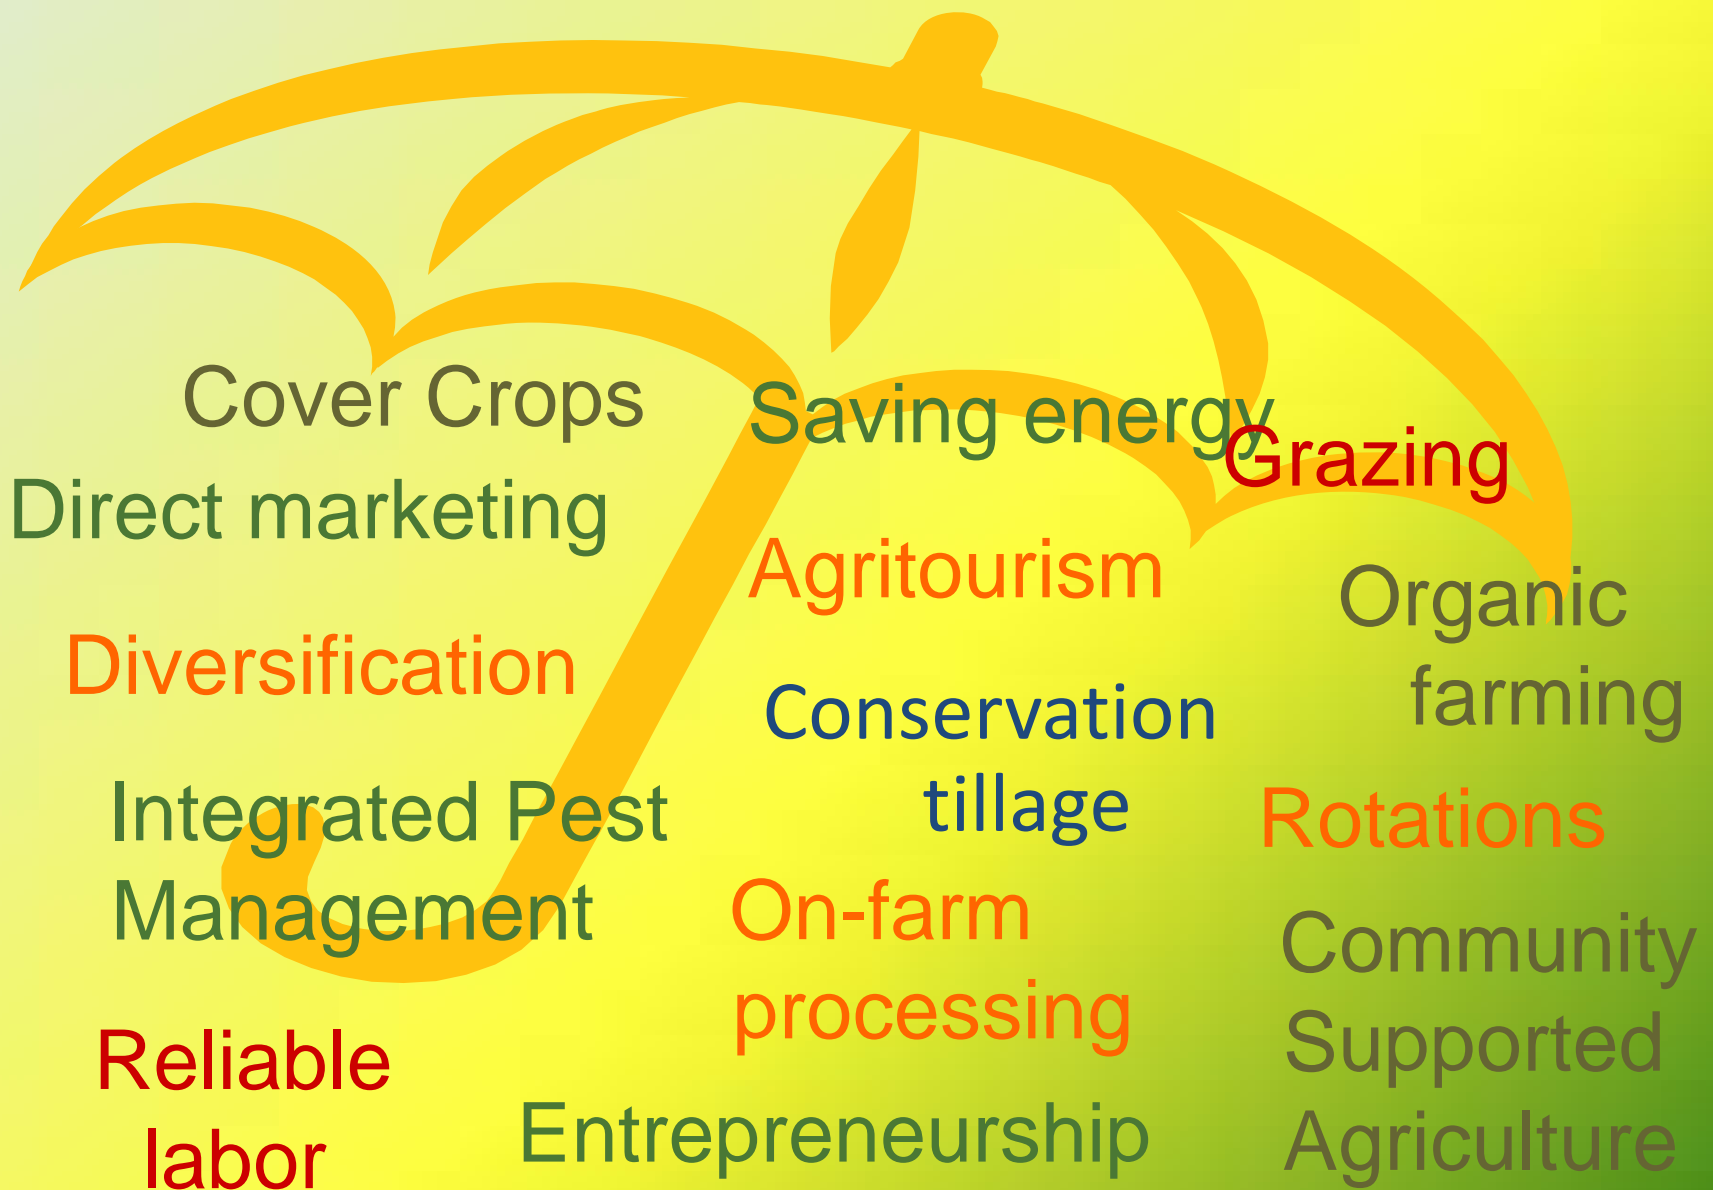 Cover Crops
Direct marketing
Diversification
Integrated Pest
Management
Reliable
labor
Saving energy
Agritourism
Conservation
tillage
On-farm
processing
Entrepreneurship
Grazing
Organic
farming
Rotations
Community
Supported
Agriculture